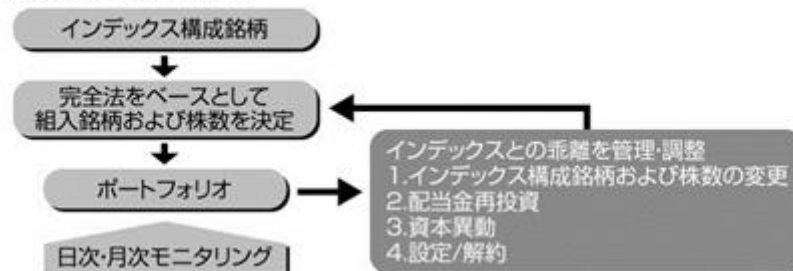 インデックス構成銘柄
完全法をベースとして
組入銘柄および株数を決定
ポートフォリオ
日次・月次モニタリング
インデックスとの乖離を管理・調整
1.インデックス構成銘柄および株数の変更
2.配当金再投資
3.資本異動
4.設定/解約